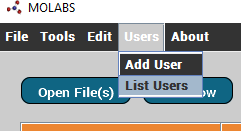 MOLABS
File Tools Edit Users About
Add User
List Users
Open File(s)